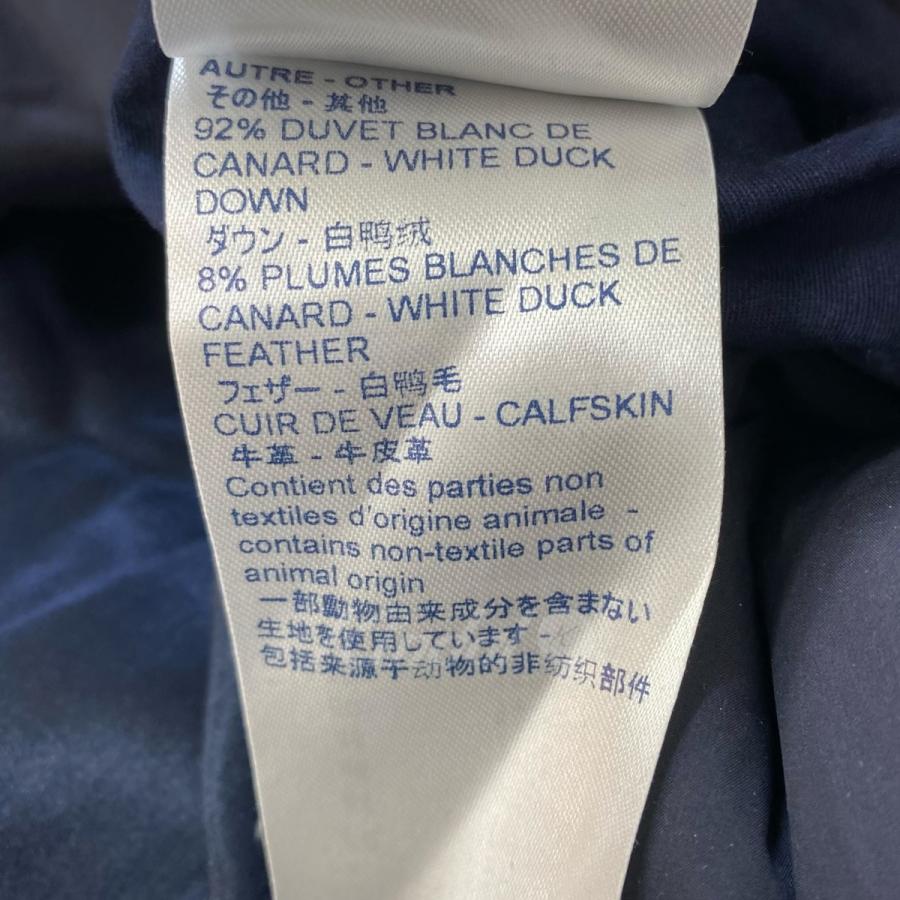 AUTRE - OTHER
その他 - 其他
92% DUVET BLANC DE
CANARD - WHITE DUCK
DOWN
ダウン - 白鸭绒
8% PLUMES BLANCHES DE
CANARD - WHITE DUCK
FEATHER
フェザー - 白鸭毛
CUIR DE VEAU - CALFSKIN
牛革 - 牛皮革
Contient des parties non
textiles d'origine animale -
contains non-textile parts of
animal origin
一部動物由来成分を含まない
生地を使用しています -
包括来源于动物的非纺织部件